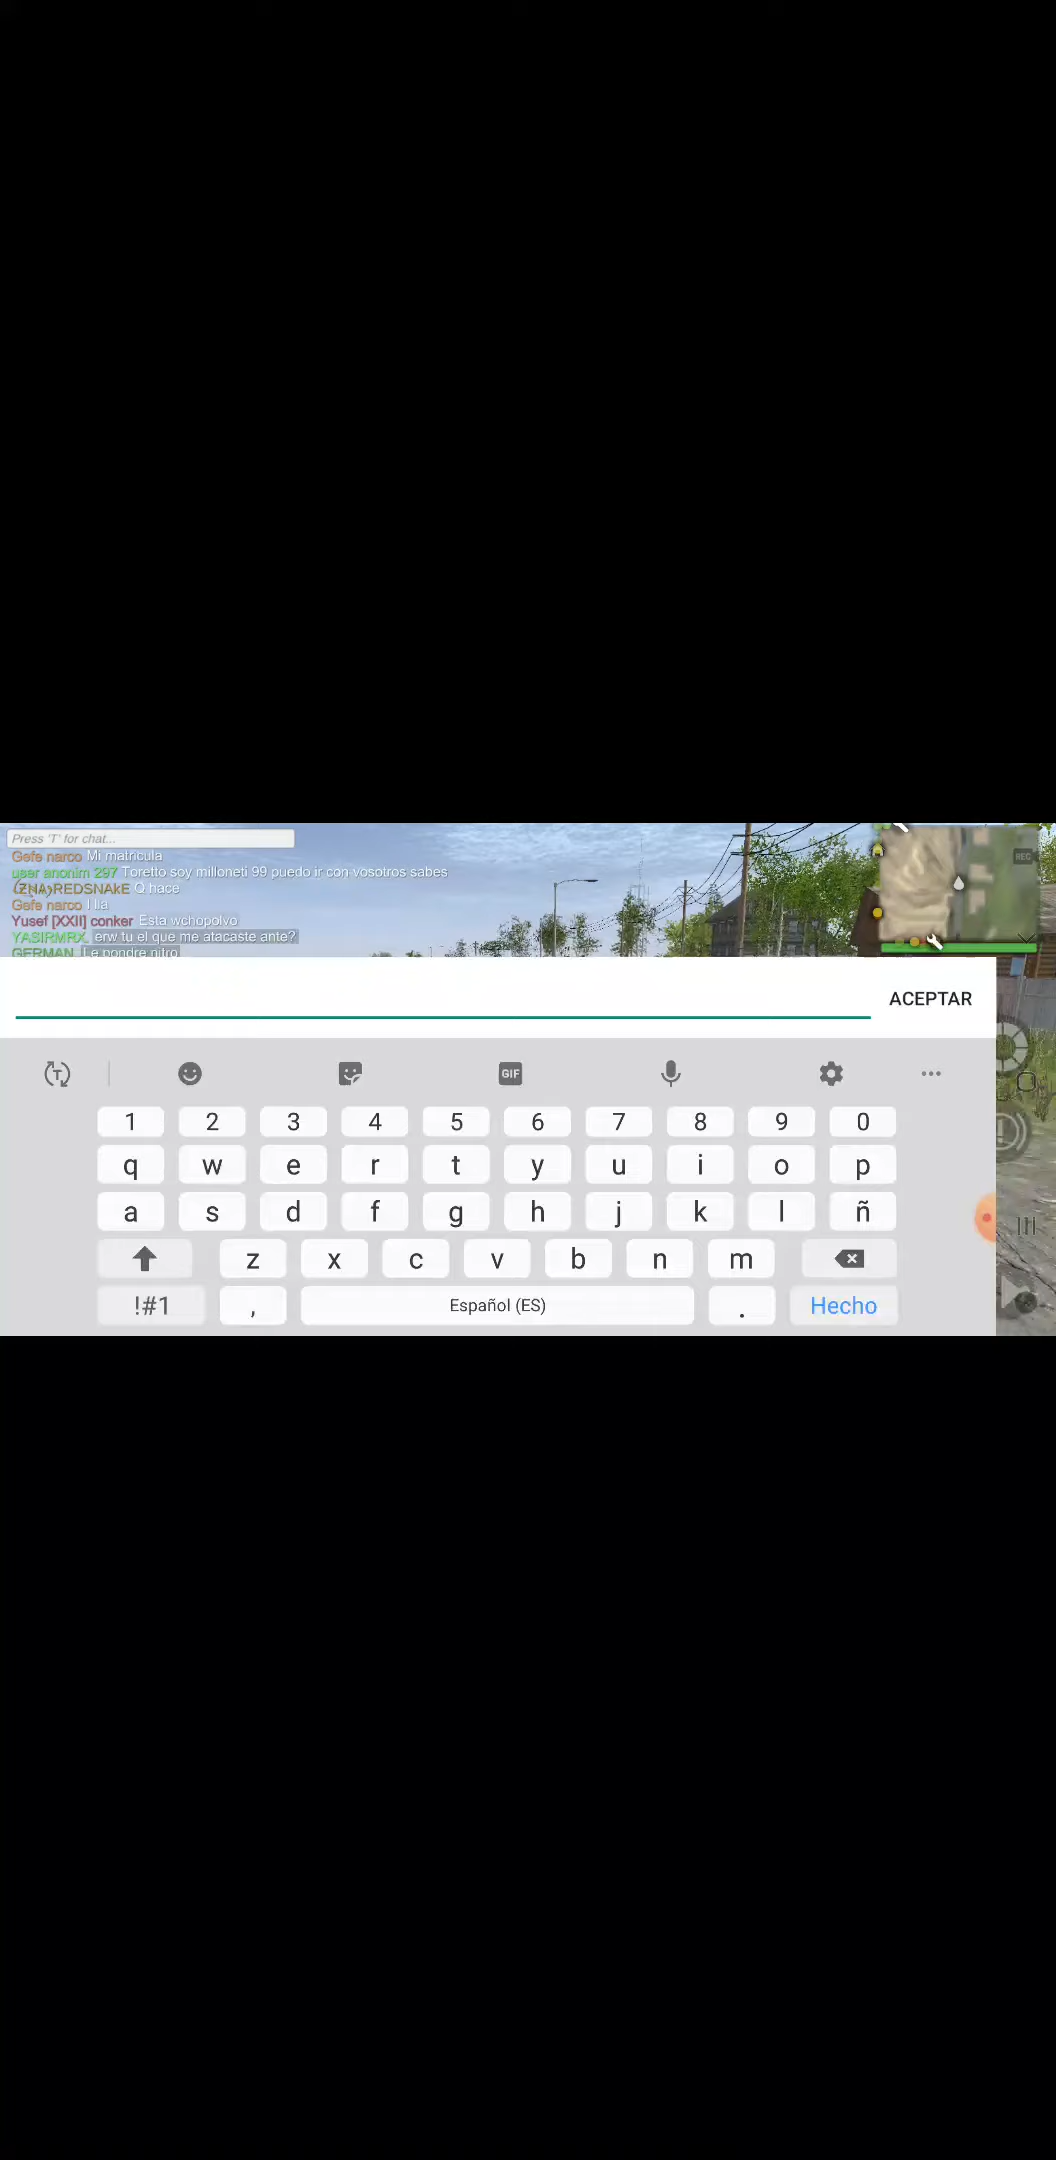 Press 'T' for chat...
Gefe narco Mi matricula
user anonim 297 Toretto soy milloneti 99 puedo ir con vosotros sabes
REC
《ZNA》REDSNAkE Q hace
Gefe narco
Yusef [XXII] conker Esta wchopolvo
YASIRMRX erw tu el que me atacaste ante?
GERMAN Le pondre nitro
ACEPTAR
T GIF
1 2 3 4 5 6 7 8 9 0
q w e r t y u i o p
a s d f g h j k l ñ
z x c v b n m
!#1 , Español (ES) . Hecho